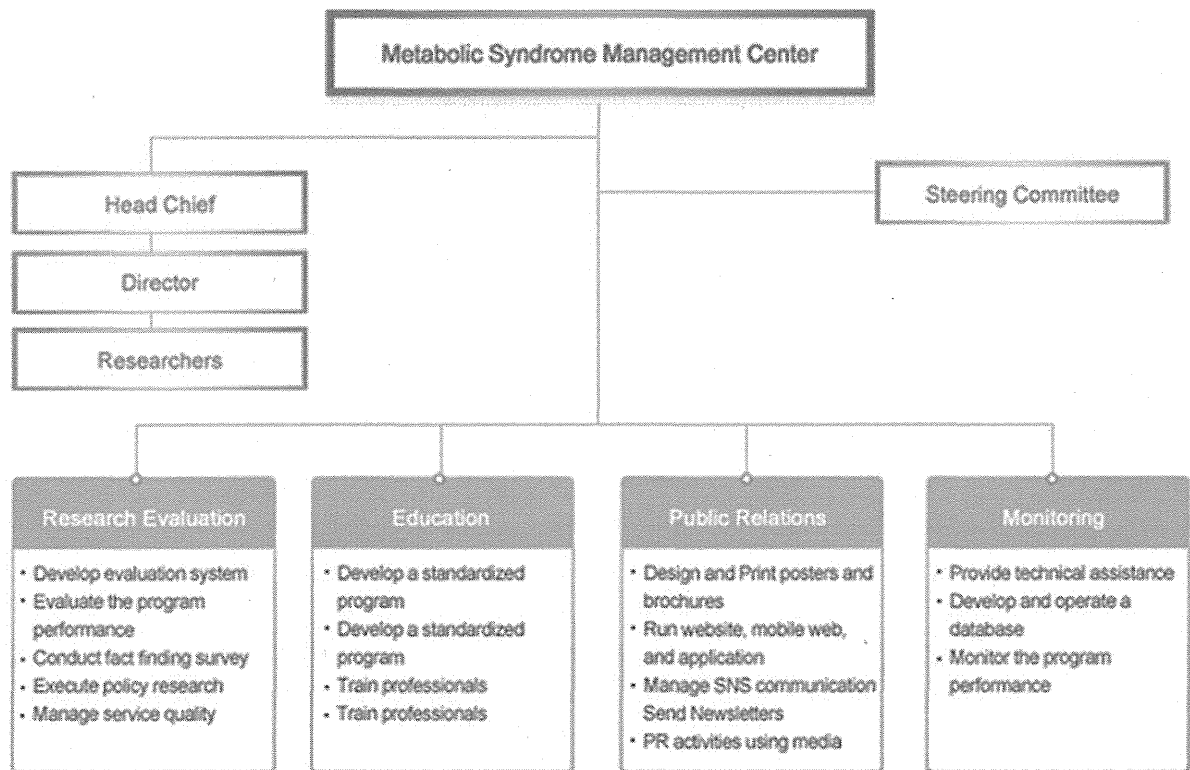 Metabolic Syndrome Management Center
Head Chief
Steering Committee
Director
Researchers
Research Evaluation
• Develop evaluation system
• Evaluate the program
performance
• Conduct fact finding survey
• Execute policy research
• Manage service quality
Education
• Develop a standardized
program
• Develop a standardized
program
• Train professionals
• Train professionals
Public Relations
• Design and Print posters and
brochures
• Run website, mobile web,
and application
• Manage SNS communication
Send Newsletters
• PR activities using media
Monitoring
• Provide technical assistance
• Develop and operate a
database
• Monitor the program
performance